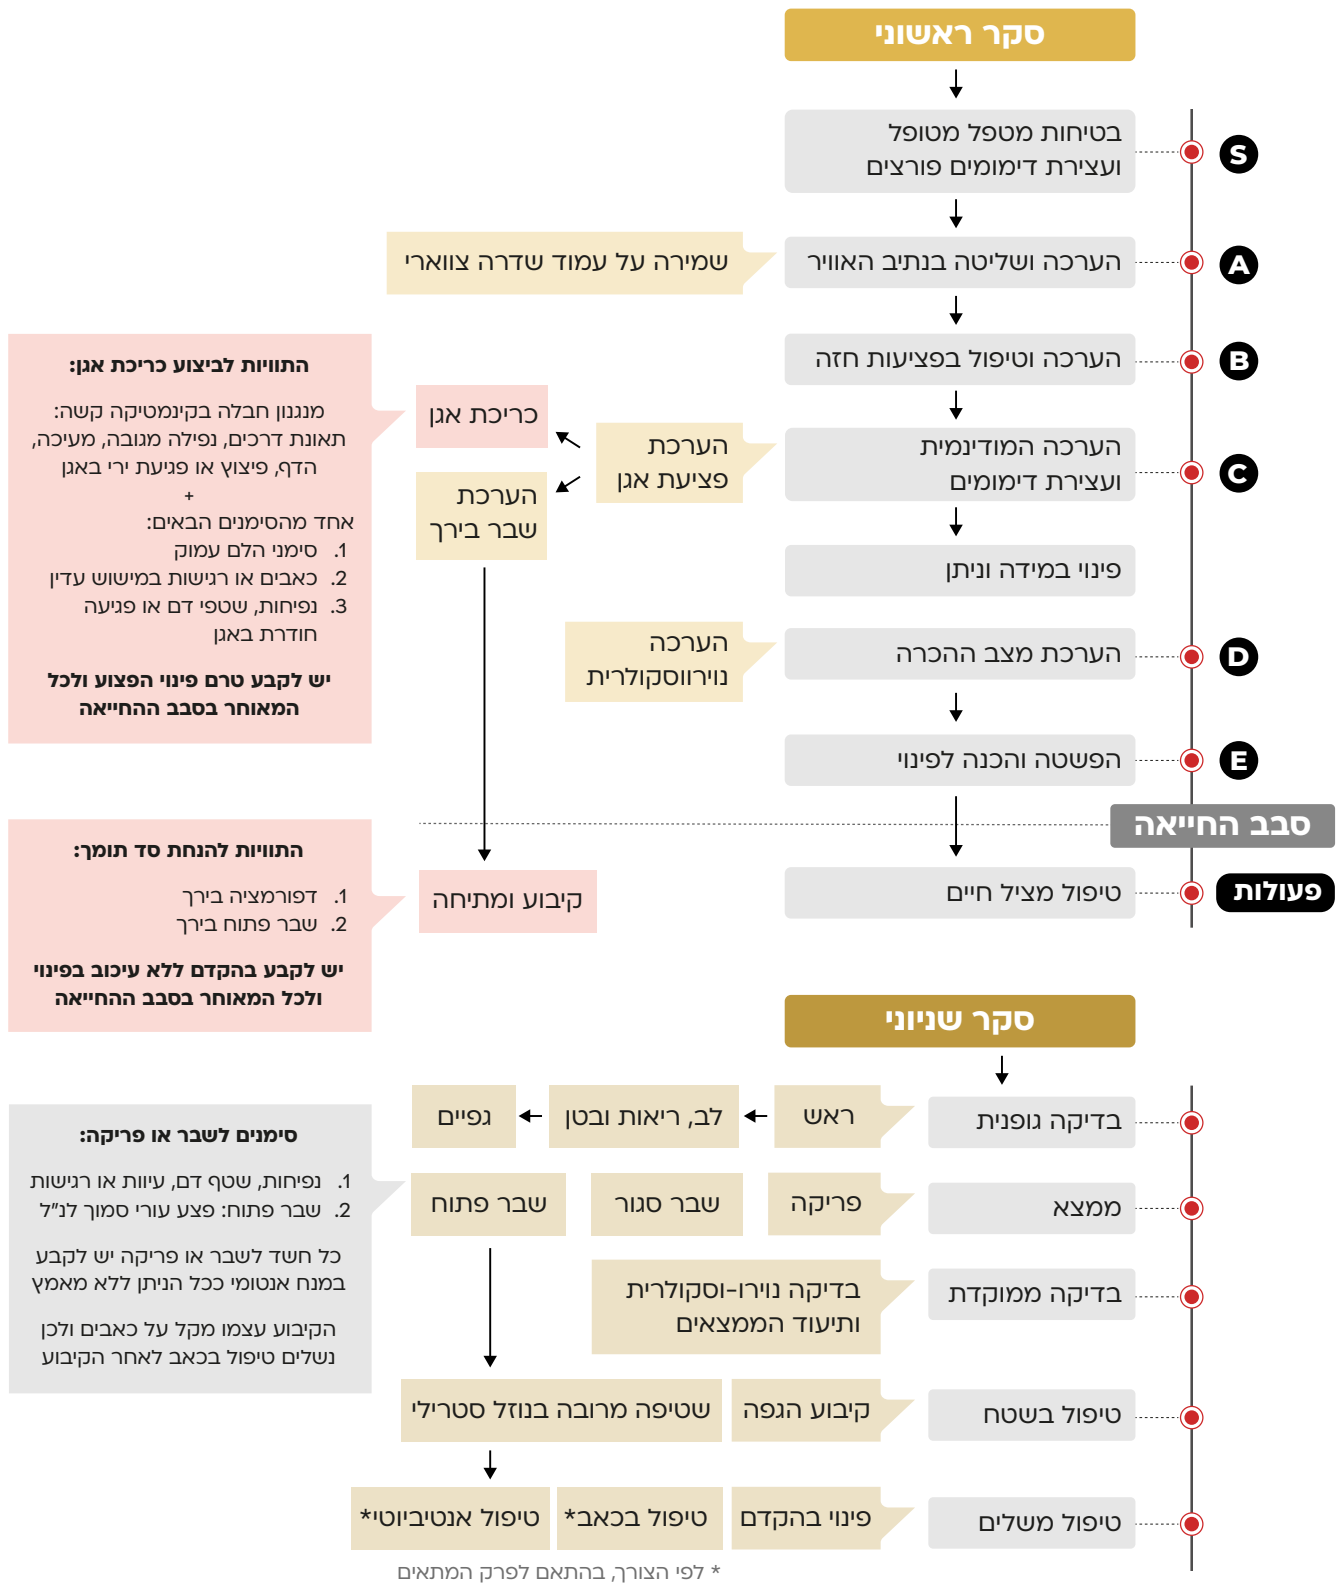 סקר ראשוני
S
בטיחות מטפל מטופל
ועצירת דימומים פורצים
A
הערכה ושליטה בנתיב האוויר
שמירה על עמוד שדרה צווארי
B
הערכה וטיפול בפציעות חזה
C
הערכה המודינמית
ועצירת דימומים
הערכת
פציעת אגן
כריכת אגן
הערכת
שבר בירך
התוויות לביצוע כריכת אגן:
מנגנון חבלה בקינמטיקה קשה:
תאונת דרכים, נפילה מגובה, מעיכה,
הדף, פיצוץ או פגיעת ירי באגן
+
אחד מהסימנים הבאים:
1. סימני הלם עמוק
2. כאבים או רגישות במישוש עדין
3. נפיחות, שטפי דם או פגיעה
חודרת באגן
יש לקבע טרם פינוי הפצוע ולכל
המאוחר בסבב ההחייאה
פינוי במידה וניתן
D
הערכת מצב ההכרה
הערכה
נוירווסקולרית
E
הפשטה והכנה לפינוי
סבב החייאה
פעולות
טיפול מציל חיים
קיבוע ומתיחה
התוויות להנחת סד תומך:
1. דפורמציה בירך
2. שבר פתוח בירך
יש לקבע בהקדם ללא עיכוב בפינוי
ולכל המאוחר בסבב ההחייאה
סקר שניוני
בדיקה גופנית
ראש
לב, ריאות ובטן
גפיים
ממצא
פריקה
שבר סגור
שבר פתוח
סימנים לשבר או פריקה:
1. נפיחות, שטף דם, עיוות או רגישות
2. שבר פתוח: פצע עורי סמוך לנ"ל
כל חשד לשבר או פריקה יש לקבע
במנח אנטומי ככל הניתן ללא מאמץ
הקיבוע עצמו מקל על כאבים ולכן
נשלים טיפול בכאב לאחר הקיבוע
בדיקה ממוקדת
בדיקה נוירו-וסקולרית
ותיעוד הממצאים
טיפול בשטח
קיבוע הגפה
שטיפה מרובה בנוזל סטרילי
טיפול משלים
פינוי בהקדם
טיפול בכאב*
טיפול אנטיביוטי*
* לפי הצורך, בהתאם לפרק המתאים